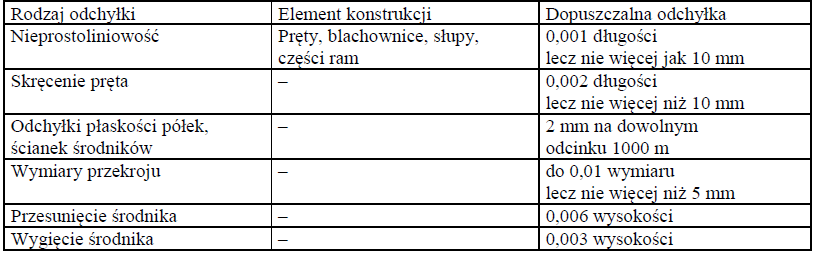 Rodzaj odchyłki Element konstrukcji Dopuszczalna odchyłka
Nieprostoliniowość Pręty, blachownice, słupy, 0,001 długości
części ram lecz nie więcej jak 10 mm
Skręcenie pręta – 0,002 długości
lecz nie więcej niż 10 mm
Odchyłki płaskości półek, – 2 mm na dowolnym
ścianek środników odcinku 1000 m
Wymiary przekroju – do 0,01 wymiaru
lecz nie więcej niż 5 mm
Przesunięcie środnika – 0,006 wysokości
Wygięcie środnika – 0,003 wysokości